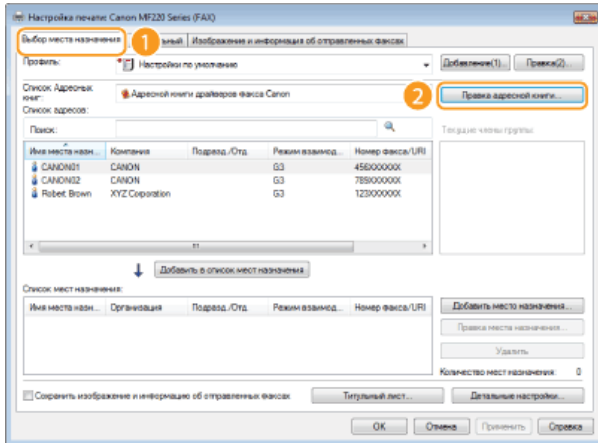 Настройка печати: Canon MF220 Series (FAX)
Выбор места назначения 1 Изображение и информация об отправленных факсах
Профиль: Настройки по умолчанию Добавление(1)... Правка(2)...
Список Адресных книг: Адресной книги драйверов факса Canon 2 Правка адресной книги...
Список адресов:
Поиск: Текущие члены группы:
Имя места назн... Компания Подразд./Отд. Режим взаимод... Номер факса/URI
CANON01 CANON G3 456XXXXXX
CANON02 CANON G3 789XXXXXX
Robert Brown XYZ Corporation G3 123XXXXXX
Добавить в список мест назначения
Список мест назначения:
Имя места назн... Организация Подразд./Отд. Режим взаимод... Номер факса/URI Добавить место назначения...
Правка места назначения...
Удалить
Количество мест назначения: 0
Сохранить изображение и информацию об отправленных факсах Титульный лист... Детальные настройки...
OK Отмена Применить Справка